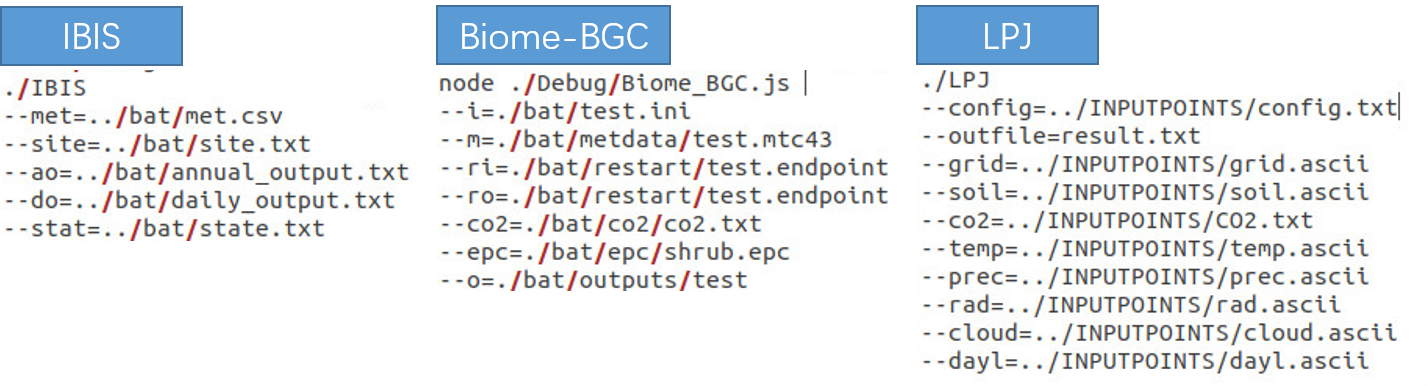 IBIS
./IBIS
--met=../bat/met.csv
--site=../bat/site.txt
--ao=../bat/annual_output.txt
--do=../bat/daily_output.txt
--stat=../bat/state.txt
Biome-BGC
node ./Debug/Biome_BGC.js
--i=./bat/test.ini
--m=./bat/metdata/test.mtc43
--ri=./bat/restart/test.endpoint
--ro=./bat/restart/test.endpoint
--co2=./bat/co2/co2.txt
--epc=./bat/epc/shrub.epc
--o=./bat/outputs/test
LPJ
./LPJ
--config=../INPUTPOINTS/config.txt
--outfile=result.txt
--grid=../INPUTPOINTS/grid.ascii
--soil=../INPUTPOINTS/soil.ascii
--co2=../INPUTPOINTS/CO2.txt
--temp=../INPUTPOINTS/temp.ascii
--prec=../INPUTPOINTS/prec.ascii
--rad=../INPUTPOINTS/rad.ascii
--cloud=../INPUTPOINTS/cloud.ascii
--dayl=../INPUTPOINTS/dayl.ascii